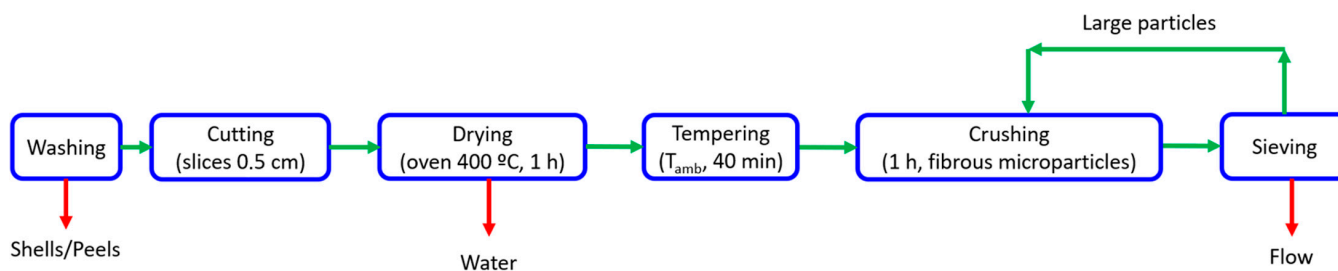 Large particles
Washing
Cutting
(slices 0.5 cm)
Drying
(oven 400 ºC, 1 h)
Tempering
(Tamb, 40 min)
Crushing
(1 h, fibrous microparticles)
Sieving
Shells/Peels
Water
Flow